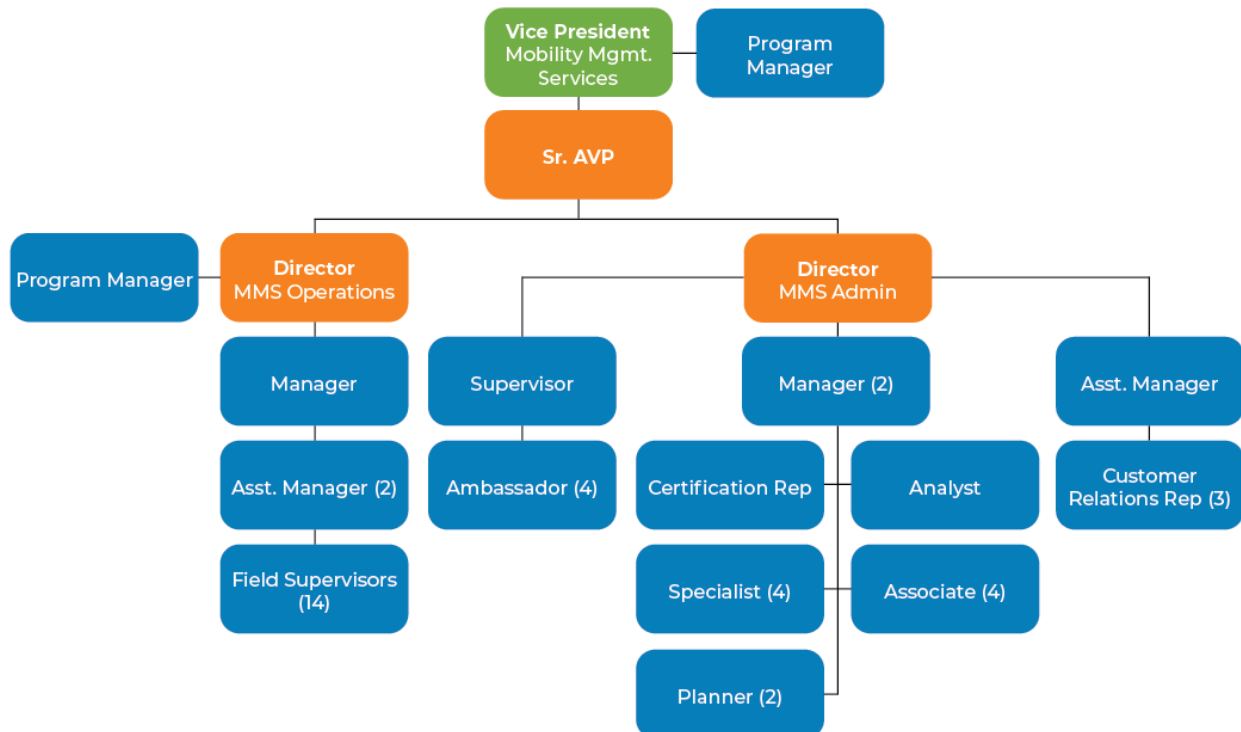 Vice President
Mobility Mgmt.
Services
Program
Manager
Sr. AVP
Program Manager
Director
MMS Operations
Director
MMS Admin
Manager
Supervisor
Manager (2)
Asst. Manager
Asst. Manager (2)
Ambassador (4)
Certification Rep
Analyst
Customer
Relations Rep (3)
Field Supervisors
(14)
Specialist (4)
Associate (4)
Planner (2)